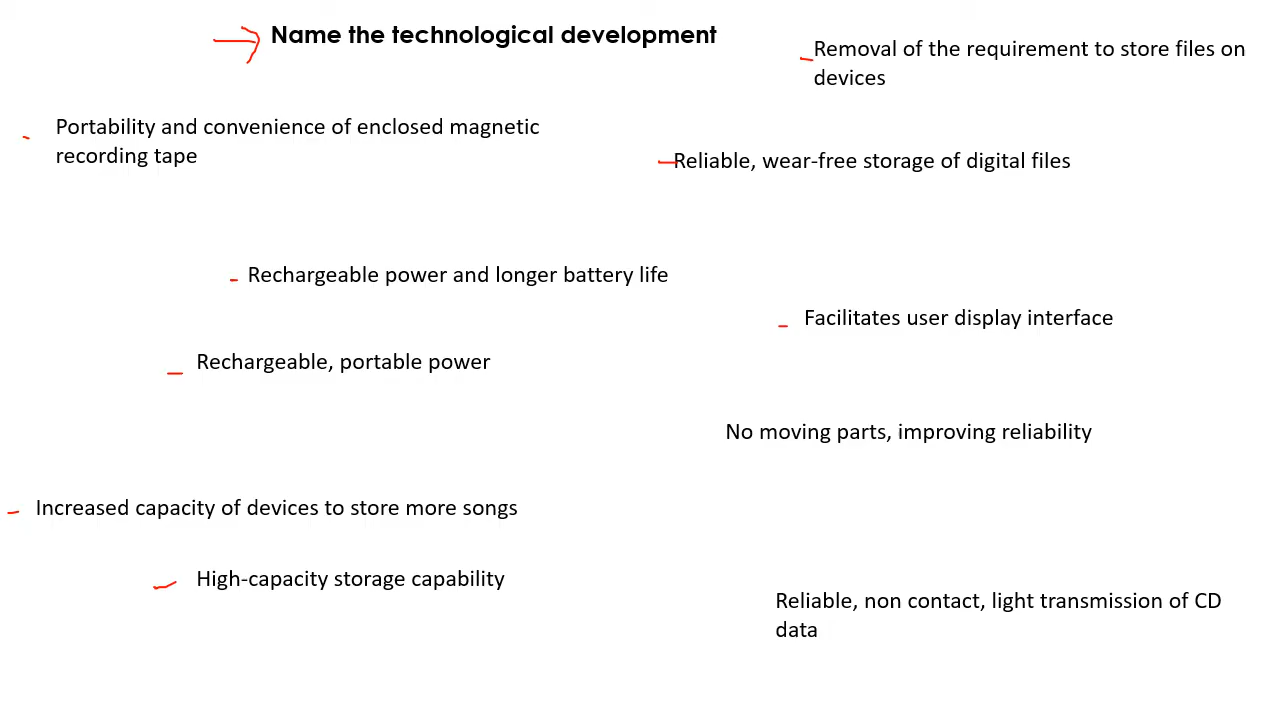 Name the technological development
Removal of the requirement to store files on
devices
Portability and convenience of enclosed magnetic
recording tape
Reliable, wear-free storage of digital files
Rechargeable power and longer battery life
Facilitates user display interface
Rechargeable, portable power
No moving parts, improving reliability
Increased capacity of devices to store more songs
High-capacity storage capability
Reliable, non contact, light transmission of CD
data